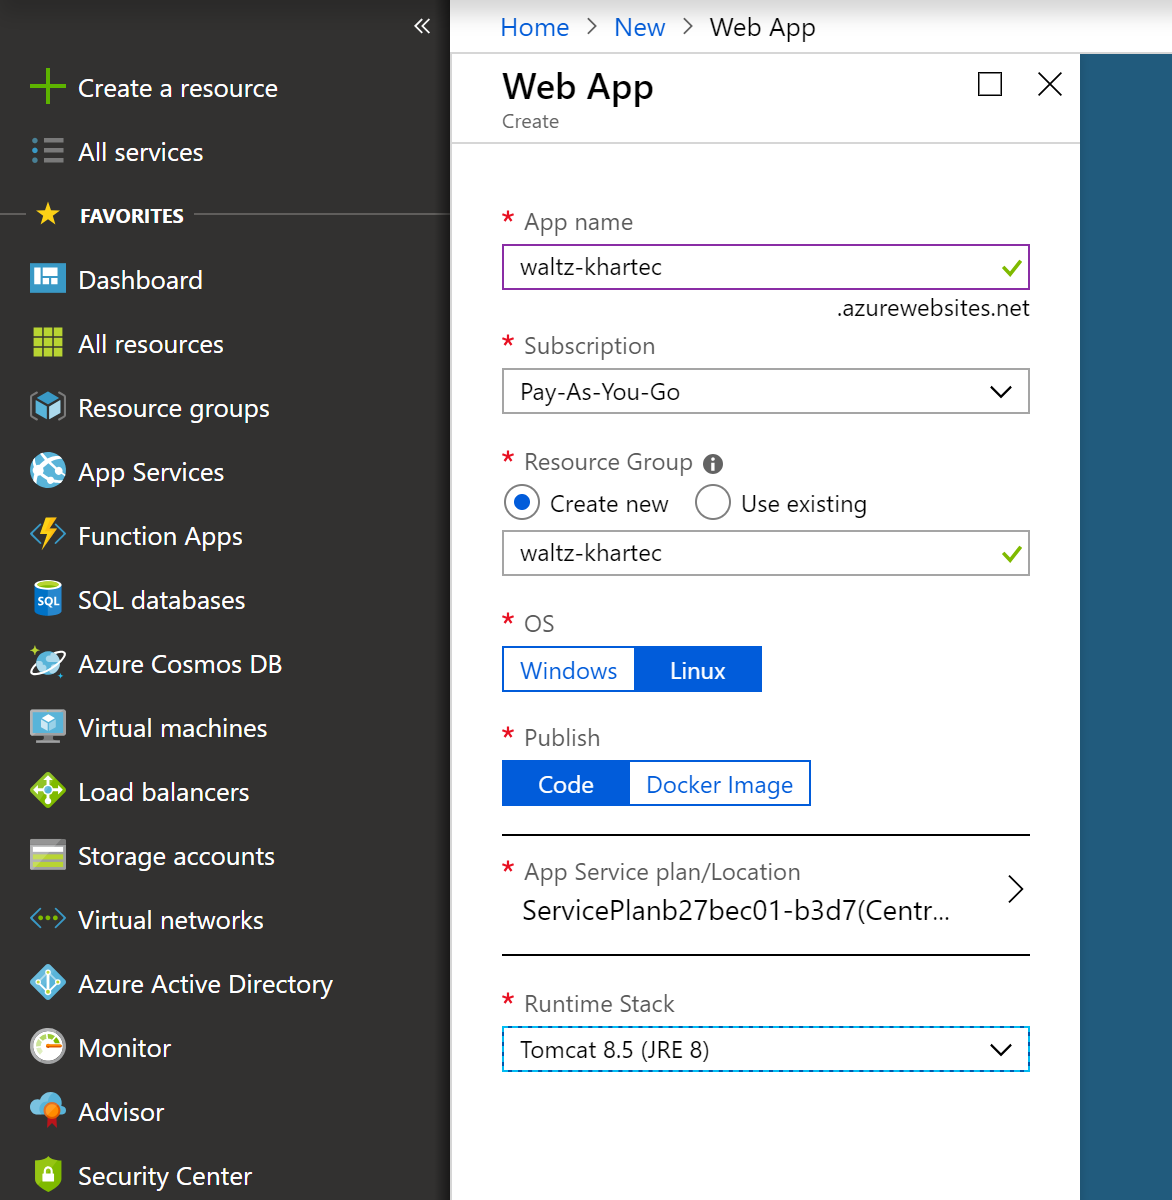 «
Create a resource
All services
FAVORITES
Dashboard
All resources
Resource groups
App Services
Function Apps
SQL
SQL databases
Azure Cosmos DB
Virtual machines
Load balancers
Storage accounts
Virtual networks
Azure Active Directory
Monitor
Advisor
Security Center
Home > New > Web App
Web App
Create
* App name
waltz-khartec
.azurewebsites.net
* Subscription
Pay-As-You-Go
* Resource Group
Create new Use existing
waltz-khartec
* OS
Windows Linux
* Publish
Code Docker Image
* App Service plan/Location
ServicePlanb27bec01-b3d7(Centr...
* Runtime Stack
Tomcat 8.5 (JRE 8)